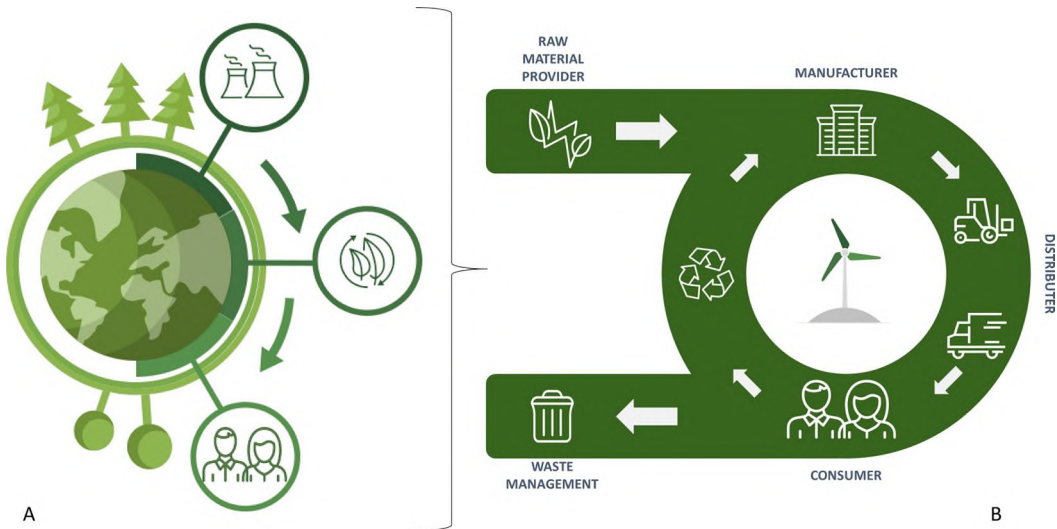 RAW
MATERIAL
PROVIDER
MANUFACTURER
DISTRIBUTER
CONSUMER
WASTE
MANAGEMENT
A
B